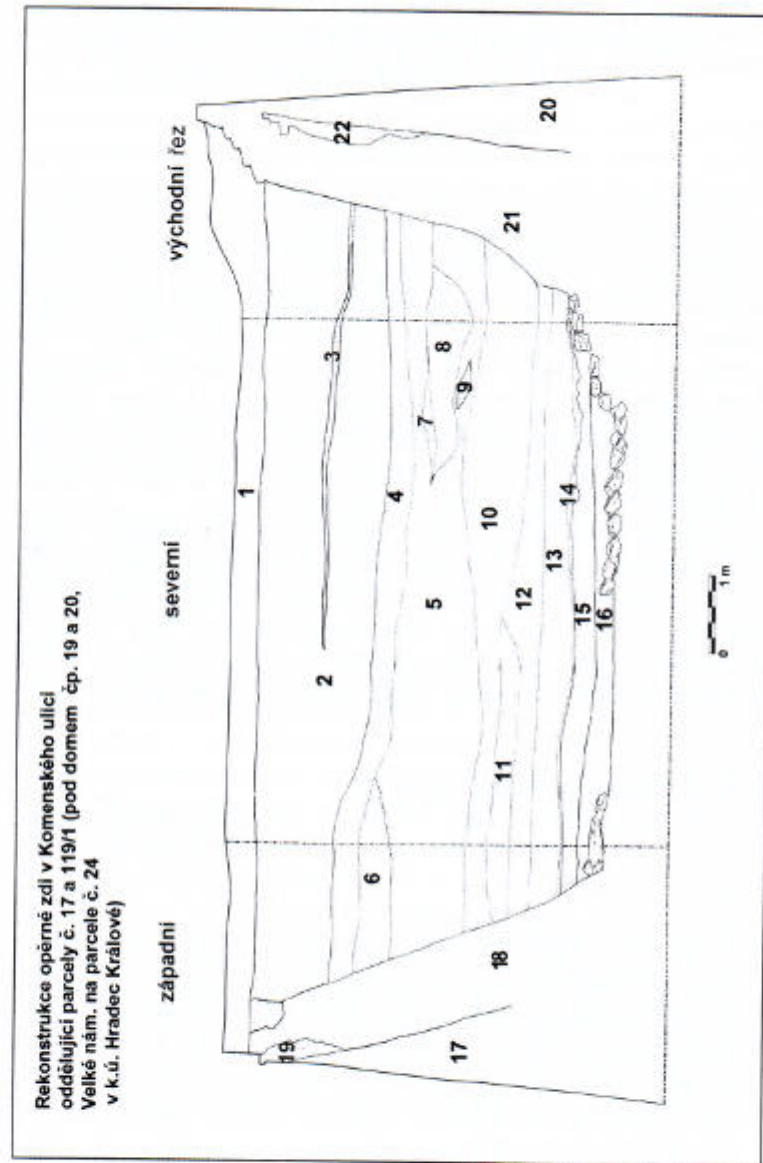 Rekonstrukce opěrné zdi v Komenského ulici
oddělující parcely č. 17 a 119/1 (pod domem čp. 19 a 20,
Velké nám. na parcele č. 24
v k.ú. Hradec Králové)
západní
severní
východní řez
1
2
3
4
5
6
7
8
9
10
11
12
13
14
15
16
17
18
19
20
21
22
0 1 m